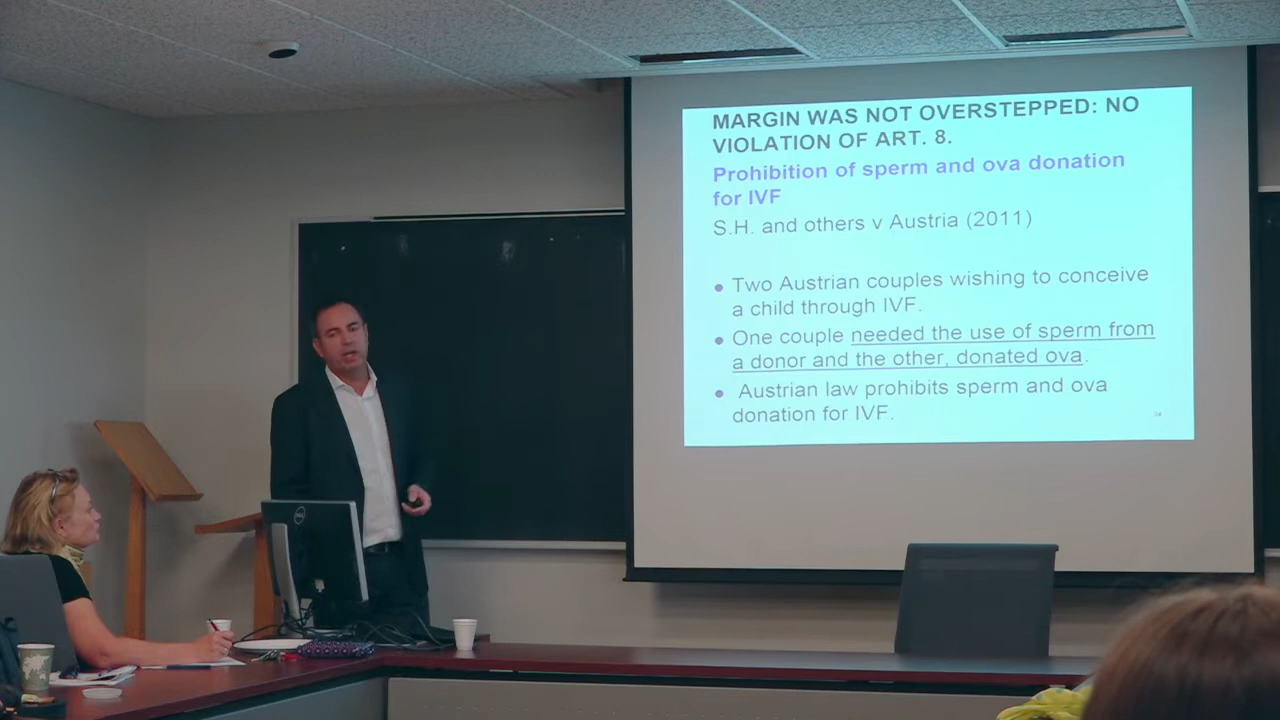 MARGIN WAS NOT OVERSTEPPED: NO
VIOLATION OF ART. 8.
Prohibition of sperm and ova donation
for IVF
S.H. and others v Austria (2011)
• Two Austrian couples wishing to conceive
a child through IVF.
• One couple needed the use of sperm from
a donor and the other, donated ova.
• Austrian law prohibits sperm and ova
donation for IVF.
DELL